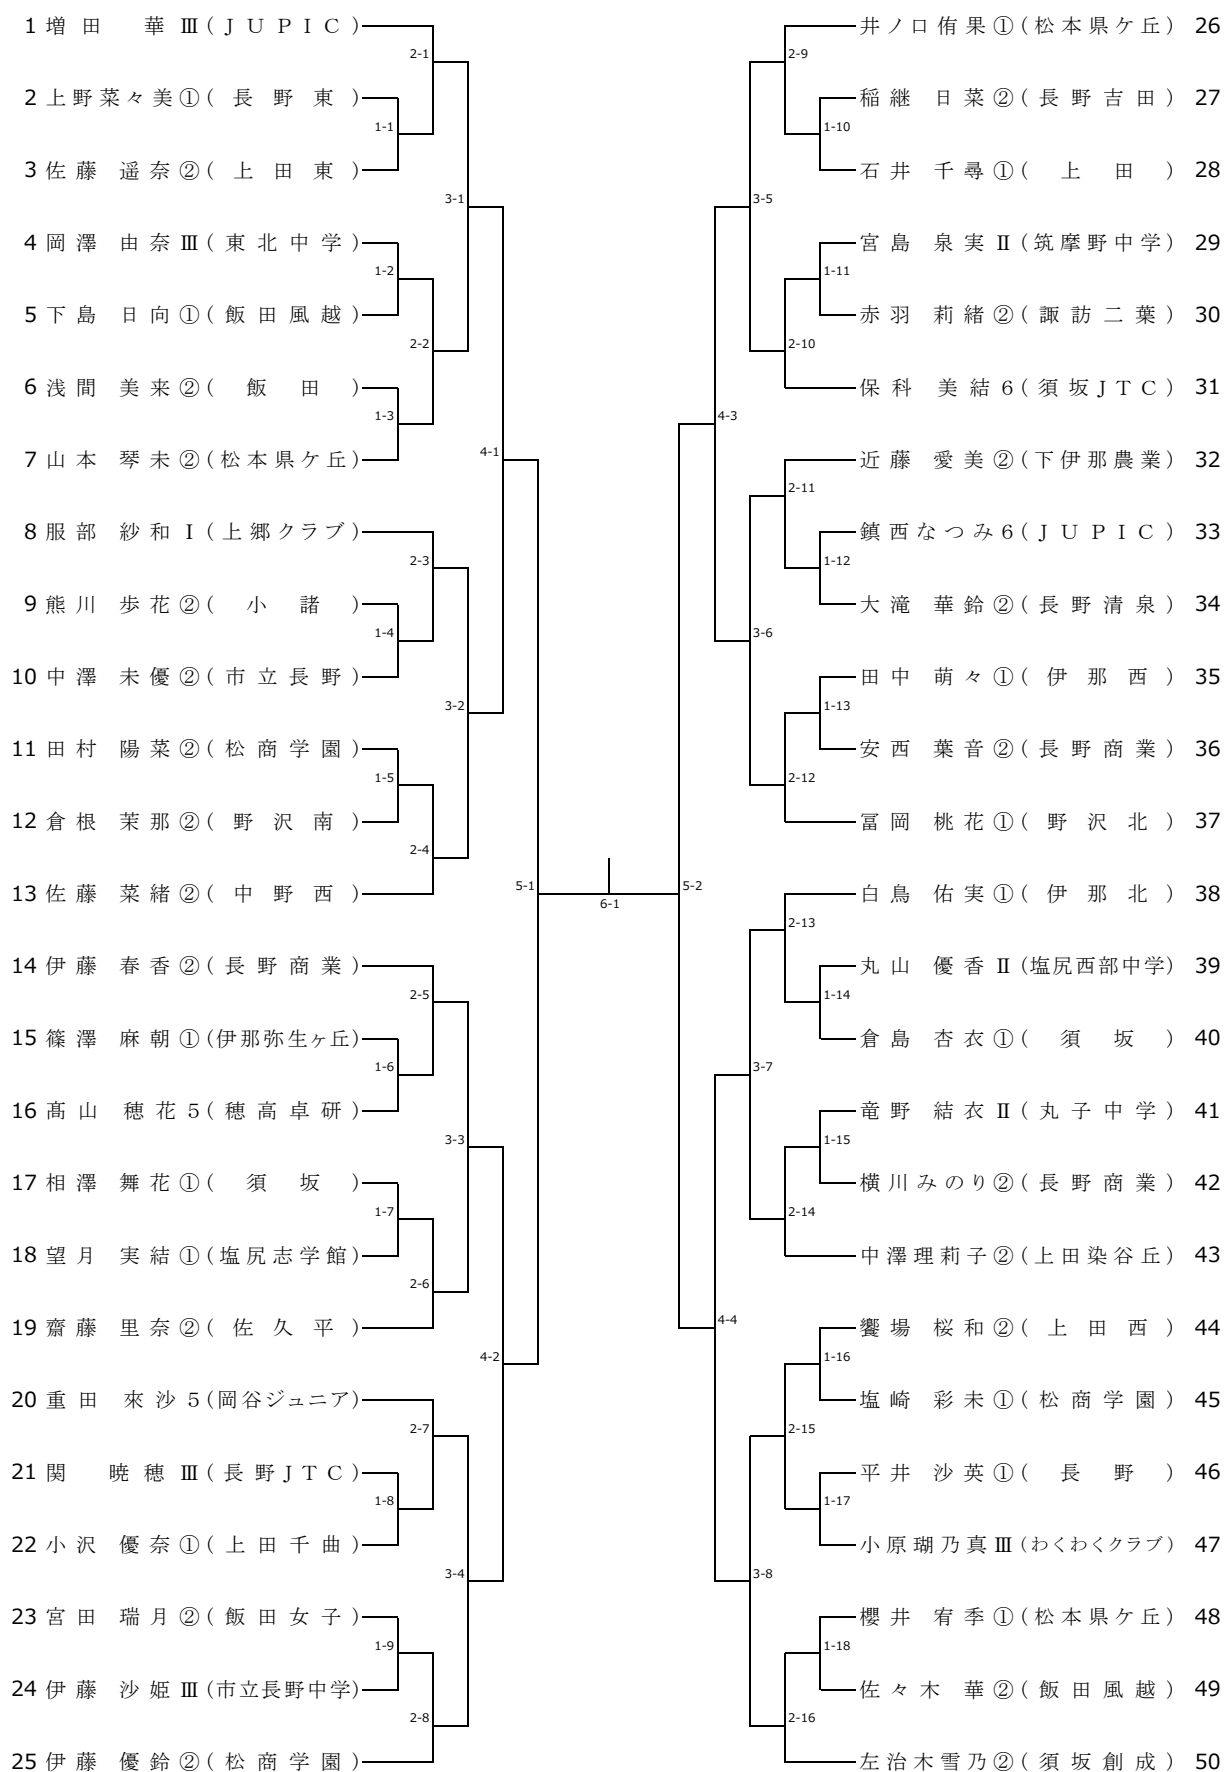 1 増田 華 Ⅲ (JUPIC)
2-1
2 上野菜々美 ① (長野東)
1-1
3 佐藤 遥奈 ② (上田東)
3-1
4 岡澤 由奈 Ⅲ (東北中学)
1-2
5 下島 日向 ① (飯田風越)
2-2
6 浅間 美来 ② (飯田)
1-3
7 山本 琴未 ② (松本県ケ丘)
4-1
8 服部 紗和 Ⅰ (上郷クラブ)
2-3
9 熊川 歩花 ② (小諸)
1-4
10 中澤 未優 ② (市立長野)
3-2
11 田村 陽菜 ② (松商学園)
1-5
12 倉根 茉那 ② (野沢南)
2-4
13 佐藤 菜緒 ② (中野西)
5-1
14 伊藤 春香 ② (長野商業)
2-5
15 篠澤 麻朝 ① (伊那弥生ヶ丘)
1-6
16 髙山 穂花 5 (穂高卓研)
3-3
17 相澤 舞花 ① (須坂)
1-7
18 望月 実結 ① (塩尻志学館)
2-6
19 齋藤 里奈 ② (佐久平)
4-2
20 重田 來沙 5 (岡谷ジュニア)
2-7
21 関 暁穂 Ⅲ (長野JTC)
1-8
22 小沢 優奈 ① (上田千曲)
3-4
23 宮田 瑞月 ② (飯田女子)
1-9
24 伊藤 沙姫 Ⅲ (市立長野中学)
2-8
25 伊藤 優鈴 ② (松商学園)
6-1
井ノ口侑果 ① (松本県ケ丘) 26
2-9
稲継 日菜 ② (長野吉田) 27
1-10
石井 千尋 ① (上田) 28
3-5
宮島 泉実 Ⅱ (筑摩野中学) 29
1-11
赤羽 莉緒 ② (諏訪二葉) 30
2-10
保科 美結 6 (須坂JTC) 31
4-3
近藤 愛美 ② (下伊那農業) 32
2-11
鎮西なつみ 6 (JUPIC) 33
1-12
大滝 華鈴 ② (長野清泉) 34
3-6
田中 萌々 ① (伊那西) 35
1-13
安西 葉音 ② (長野商業) 36
2-12
冨岡 桃花 ① (野沢北) 37
5-2
白鳥 佑実 ① (伊那北) 38
2-13
丸山 優香 Ⅱ (塩尻西部中学) 39
1-14
倉島 杏衣 ① (須坂) 40
3-7
竜野 結衣 Ⅱ (丸子中学) 41
1-15
横川みのり ② (長野商業) 42
2-14
中澤理莉子 ② (上田染谷丘) 43
4-4
饗場 桜和 ② (上田西) 44
1-16
塩崎 彩未 ① (松商学園) 45
2-15
平井 沙英 ① (長野) 46
1-17
小原瑚乃真 Ⅲ (わくわくクラブ) 47
3-8
櫻井 宥季 ① (松本県ケ丘) 48
1-18
佐々木 華 ② (飯田風越) 49
2-16
左治木雪乃 ② (須坂創成) 50